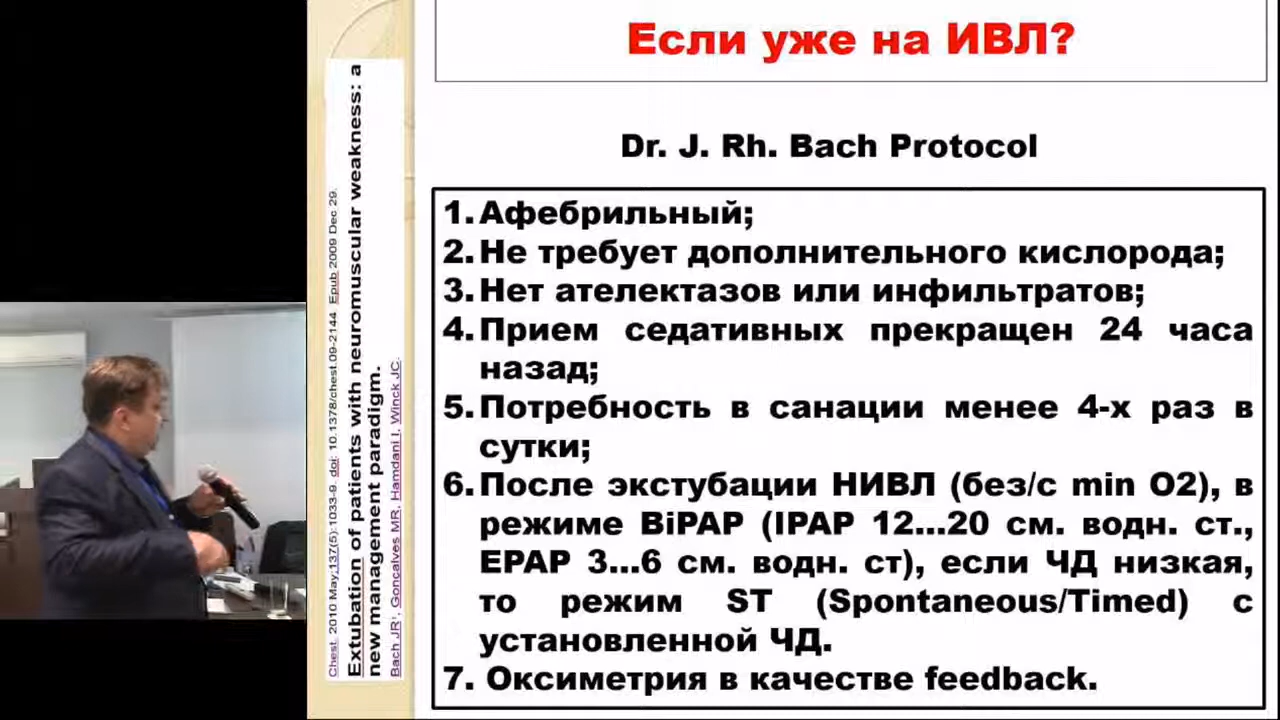 Если уже на ИВЛ?
Dr. J. Rh. Bach Protocol
1. Афебрильный;
2. Не требует дополнительного кислорода;
3. Нет ателектазов или инфильтратов;
4. Прием седативных прекращен 24 часа
назад;
5. Потребность в санации менее 4-х раз в
сутки;
6. После экстубации НИВЛ (без/с min O2), в
режиме BiPAP (IPAP 12...20 см. водн. ст.,
EPAP 3...6 см. водн. ст), если ЧД низкая,
то режим ST (Spontaneous/Timed) с
установленной ЧД.
7. Оксиметрия в качестве feedback.
Chest. 2010 May;137(5):1033-9. doi: 10.1378/chest.09-2144. Epub 2009 Dec 29.
Extubation of patients with neuromuscular weakness: a
new management paradigm.
Bach JR¹, Gonçalves MR, Hamdani I, Winck JC.